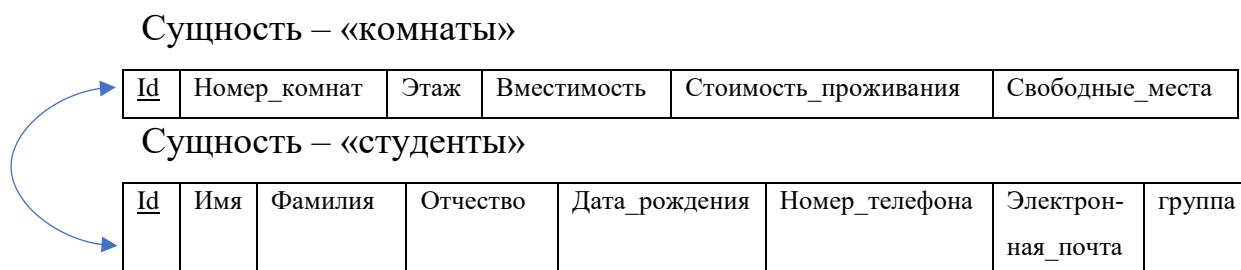 Сущность – «комнаты»
Id Номер_комнат Этаж Вместимость Стоимость_проживания Свободные_места
Сущность – «студенты»
Id Имя Фамилия Отчество Дата_рождения Номер_телефона Электрон-
ная_почта группа